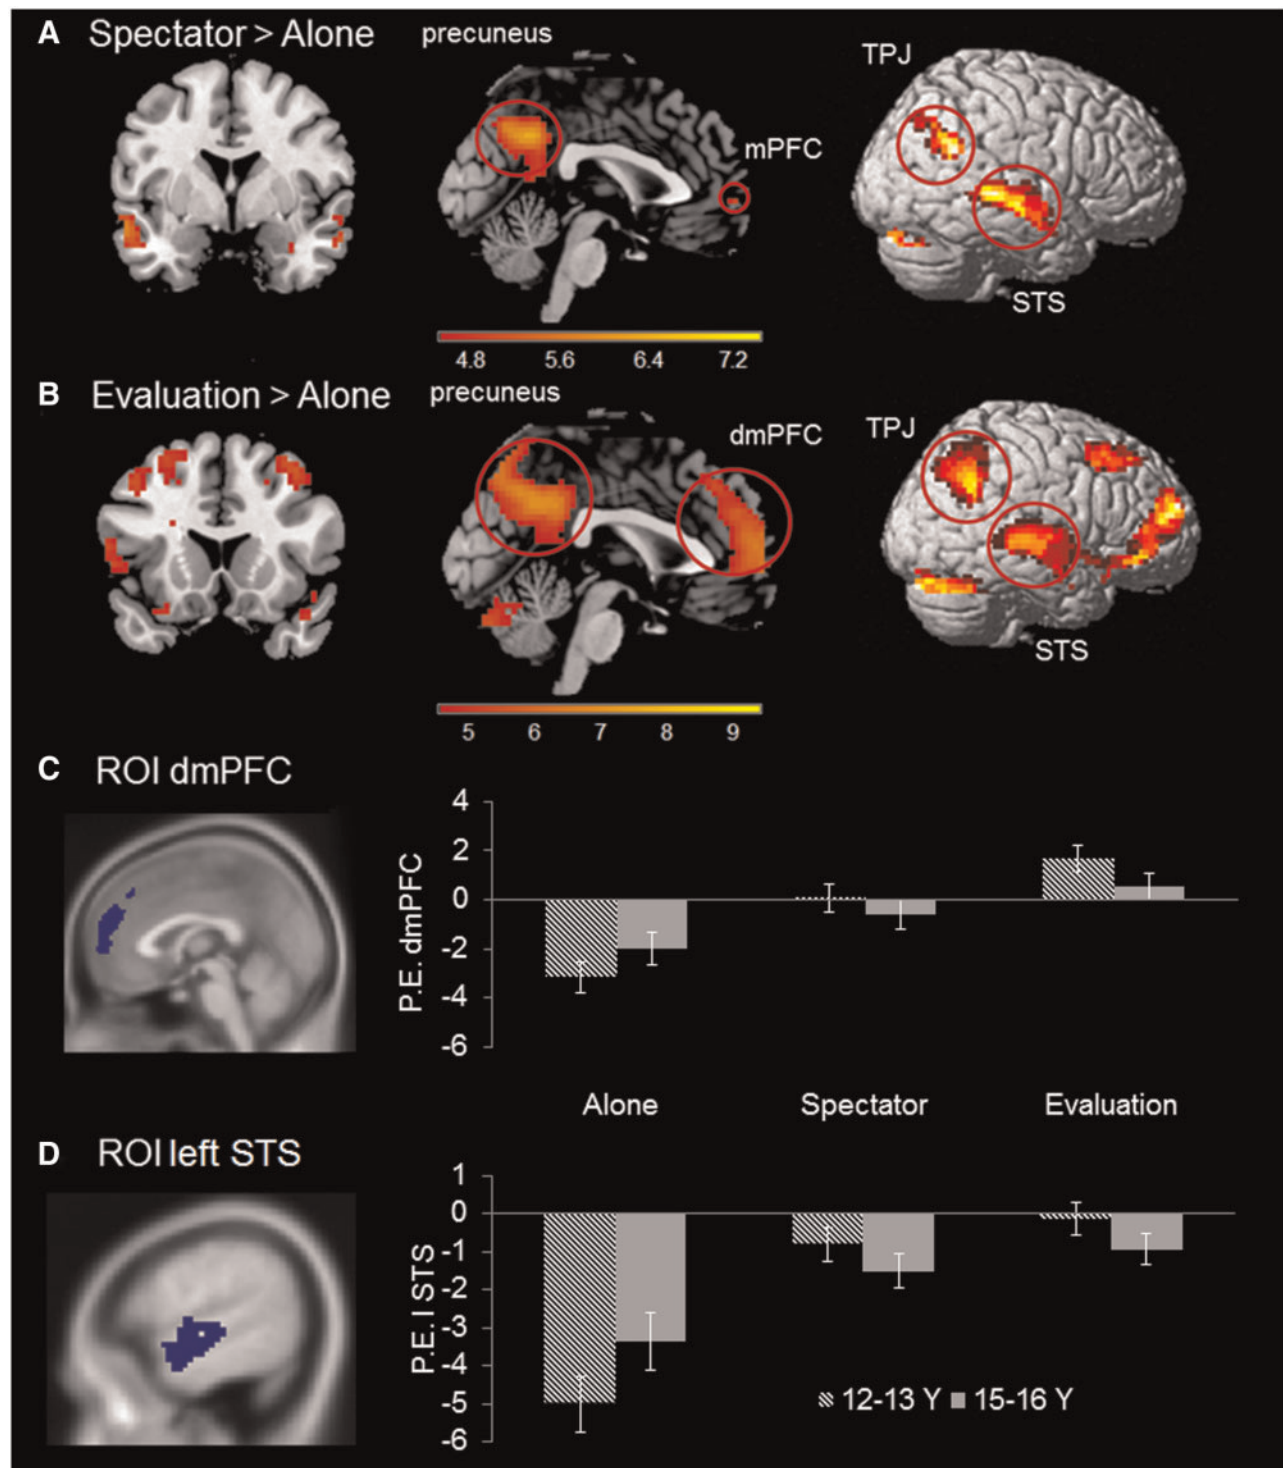 A Spectator > Alone precuneus
TPJ
mPFC
STS
4.8 5.6 6.4 7.2
B Evaluation > Alone precuneus
dmPFC TPJ
STS
5 6 7 8 9
C ROI dmPFC
4
2
0
-2
-4
-6
P.E. dmPFC
Alone Spectator Evaluation
D ROI left STS
1
0
-1
-2
-3
-4
-5
-6
P.E. l STS
12-13 Y 15-16 Y